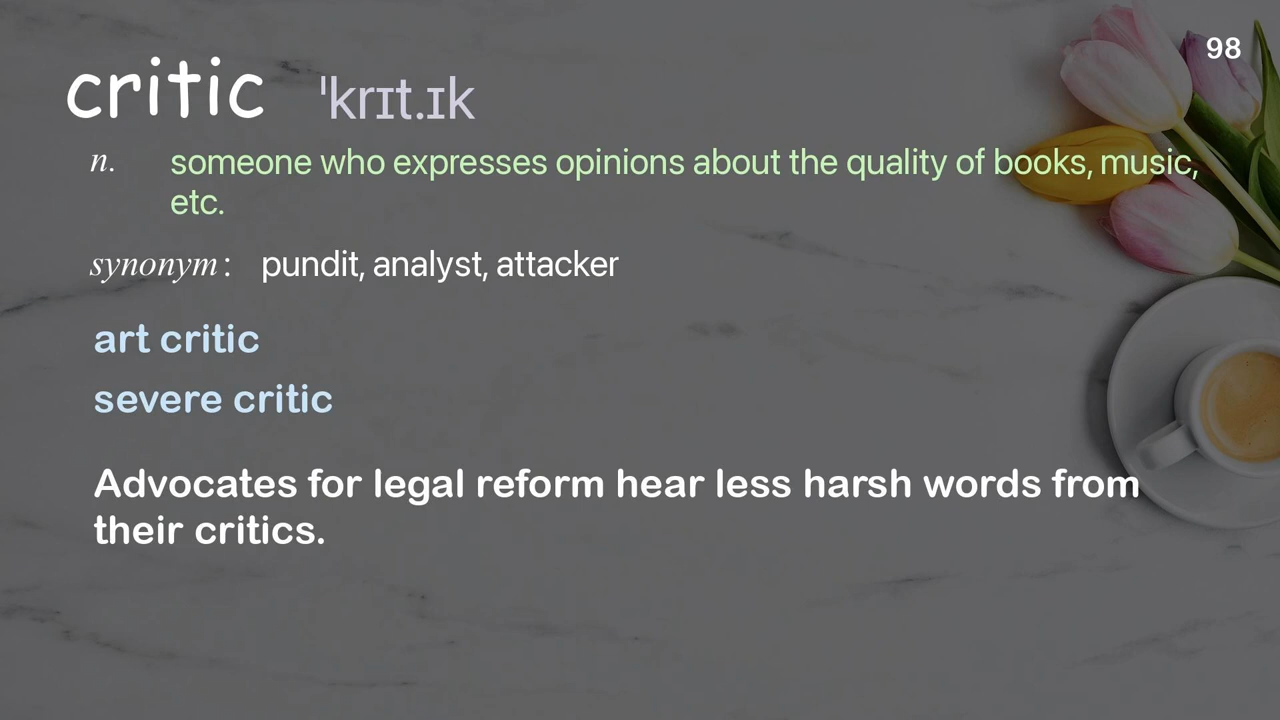 98
critic ˈkrɪt.ɪk
n. someone who expresses opinions about the quality of books, music,
etc.
synonym: pundit, analyst, attacker
art critic
severe critic
Advocates for legal reform hear less harsh words from
their critics.